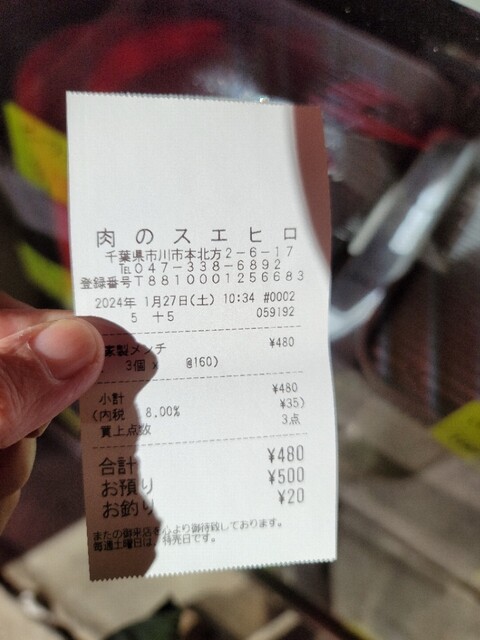 肉のスエヒロ
千葉県市川市本北方2-6-17
℡047-338-6892
登録番号T8810001256683
2024年 1月27日(土) 10:34 #0002
5 十5 059192
家製メンチ ¥480
3個 x @160)
小計 ¥480
(内税 8.00% ¥35)
買上点数 3点
合計 ¥480
お預り ¥500
お釣り ¥20
またの御来店を心より御待致しております。
毎週土曜日は、特売日です。